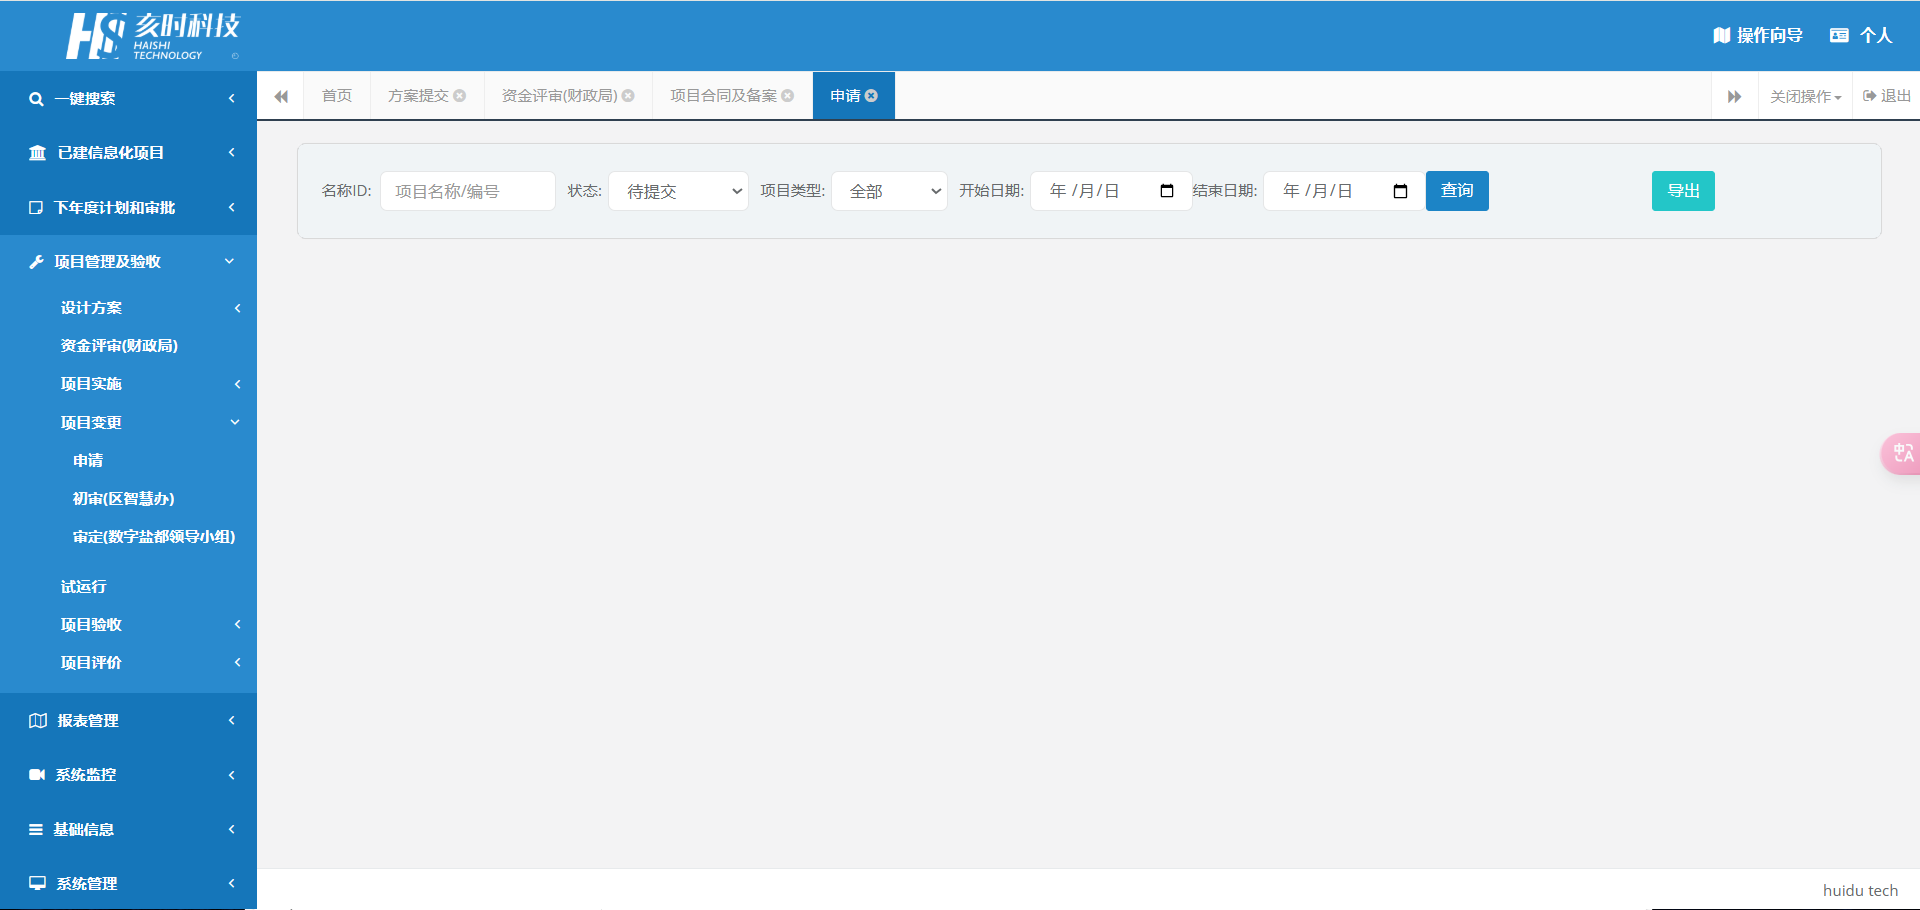 HS 亥时科技
HAISHI
TECHNOLOGY
操作向导 个人
一键搜索
已建信息化项目
下年度计划和审批
项目管理及验收
设计方案
资金评审(财政局)
项目实施
项目变更
申请
初审(区智慧办)
审定(数字盐都领导小组)
试运行
项目验收
项目评价
报表管理
系统监控
基础信息
系统管理
首页 方案提交 资金评审(财政局) 项目合同及备案 申请 关闭操作 退出
名称ID: 项目名称/编号 状态: 待提交 项目类型: 全部 开始日期: 年 /月/日 结束日期: 年 /月/日 查询 导出
中A
huidu tech